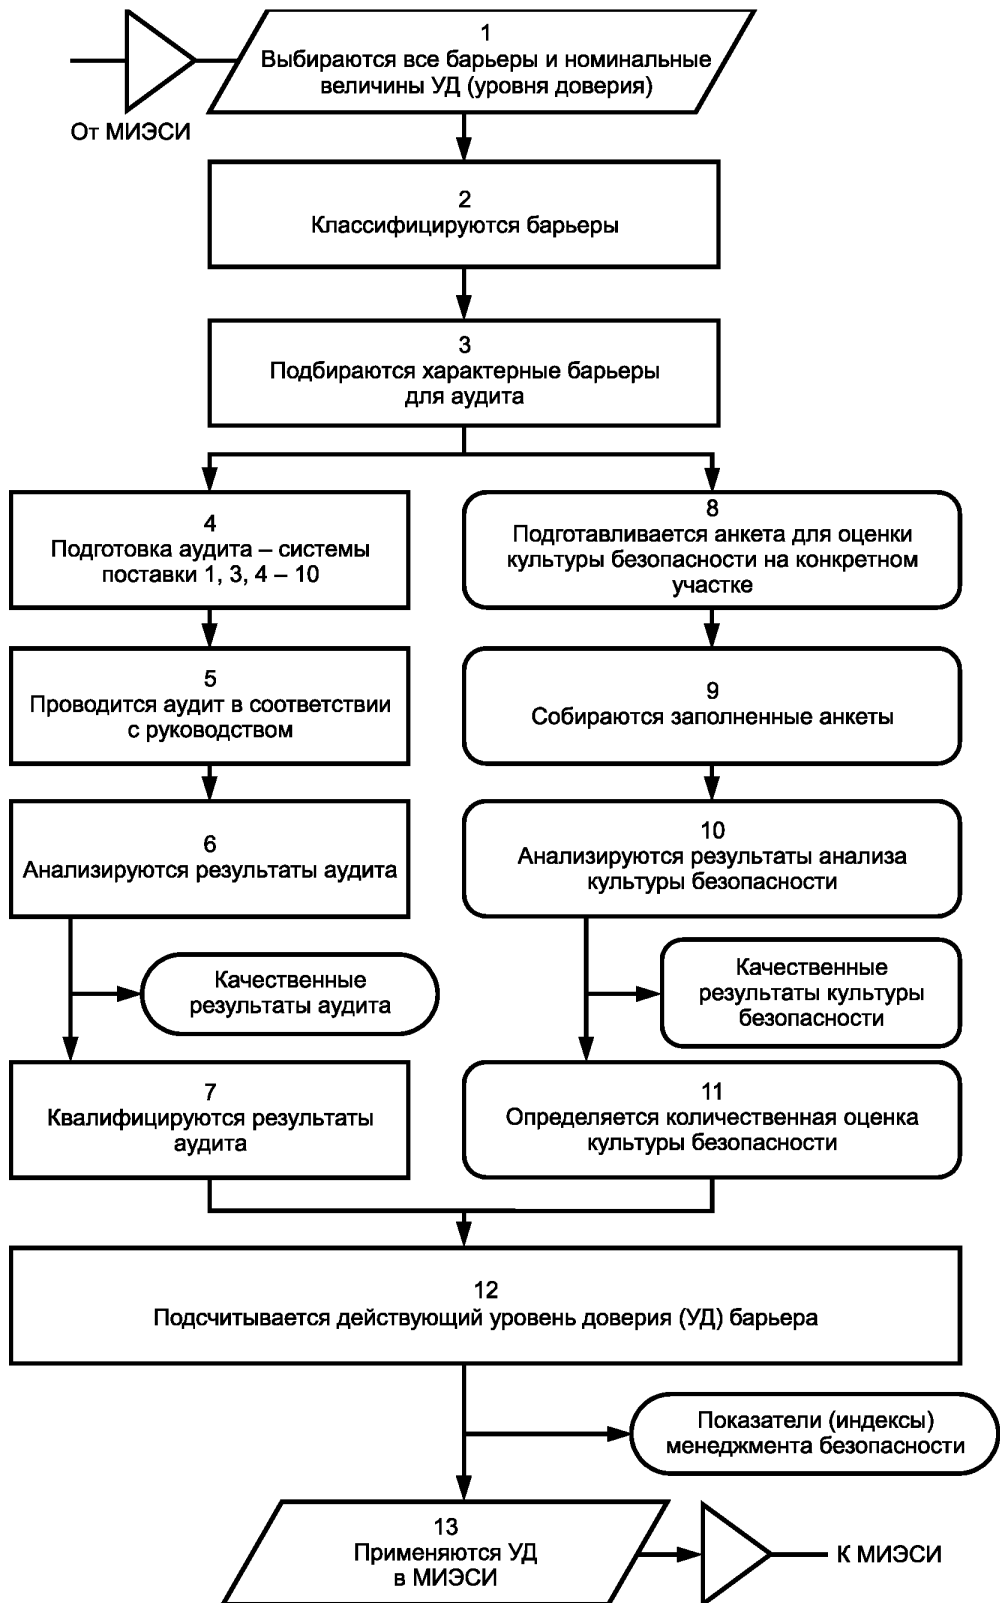 1
Выбираются все барьеры и номинальные
величины УД (уровня доверия)
От МИЭСИ
2
Классифицируются барьеры
3
Подбираются характерные барьеры
для аудита
4
Подготовка аудита – системы
поставки 1, 3, 4 – 10
5
Проводится аудит в соответствии
с руководством
6
Анализируются результаты аудита
Качественные
результаты аудита
7
Квалифицируются результаты
аудита
8
Подготавливается анкета для оценки
культуры безопасности на конкретном
участке
9
Собираются заполненные анкеты
10
Анализируются результаты анализа
культуры безопасности
Качественные
результаты культуры
безопасности
11
Определяется количественная оценка
культуры безопасности
12
Подсчитывается действующий уровень доверия (УД) барьера
Показатели (индексы)
менеджмента безопасности
13
Применяются УД
в МИЭСИ
К МИЭСИ